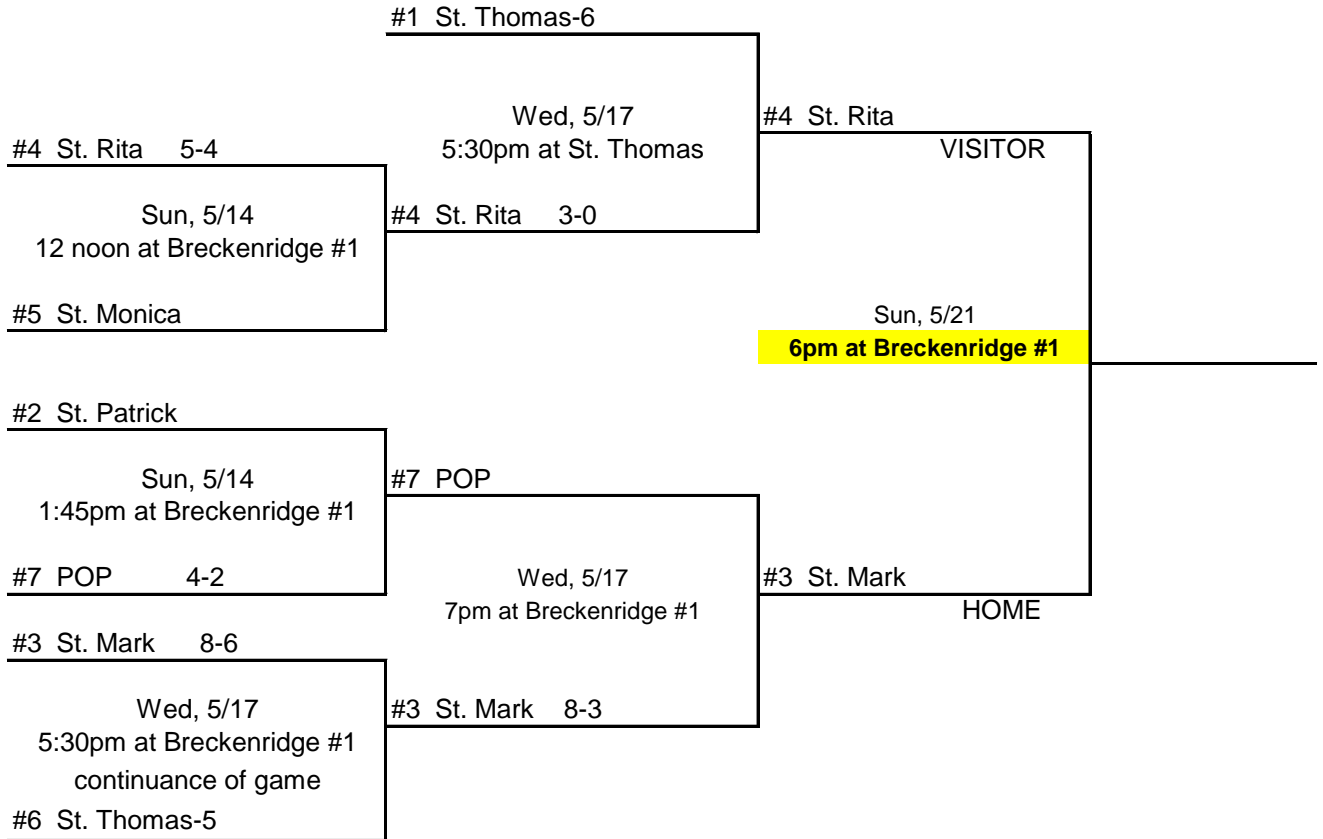 #1 St. Thomas-6
Wed, 5/17
5:30pm at St. Thomas
#4 St. Rita
VISITOR
#4 St. Rita 5-4
Sun, 5/14
12 noon at Breckenridge #1
#4 St. Rita 3-0
#5 St. Monica
Sun, 5/21
6pm at Breckenridge #1
#2 St. Patrick
Sun, 5/14
1:45pm at Breckenridge #1
#7 POP
#7 POP 4-2
Wed, 5/17
7pm at Breckenridge #1
#3 St. Mark
HOME
#3 St. Mark 8-6
Wed, 5/17
5:30pm at Breckenridge #1
continuance of game
#3 St. Mark 8-3
#6 St. Thomas-5